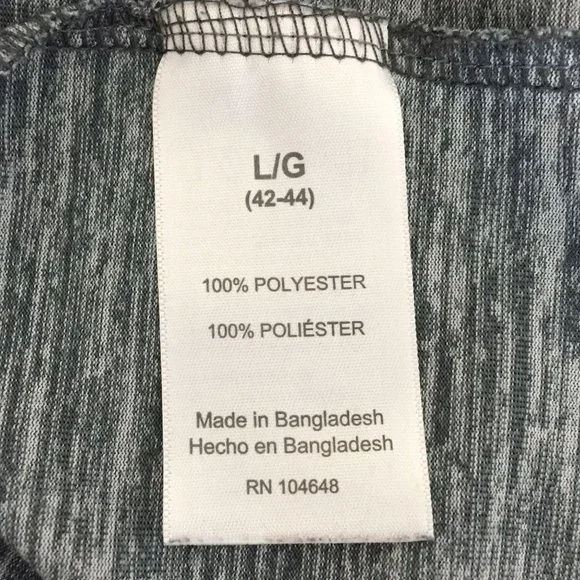 L/G
(42-44)
100% POLYESTER
100% POLIÉSTER
Made in Bangladesh
Hecho en Bangladesh
RN 104648